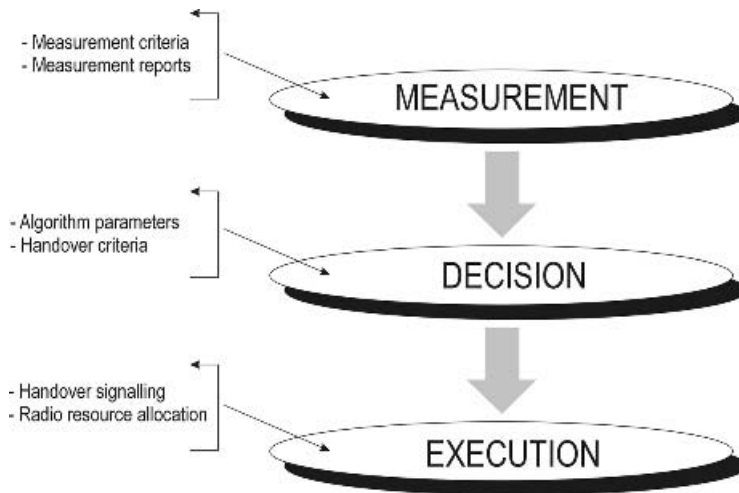 - Measurement criteria
- Measurement reports
MEASUREMENT
- Algorithm parameters
- Handover criteria
DECISION
- Handover signalling
- Radio resource allocation
EXECUTION